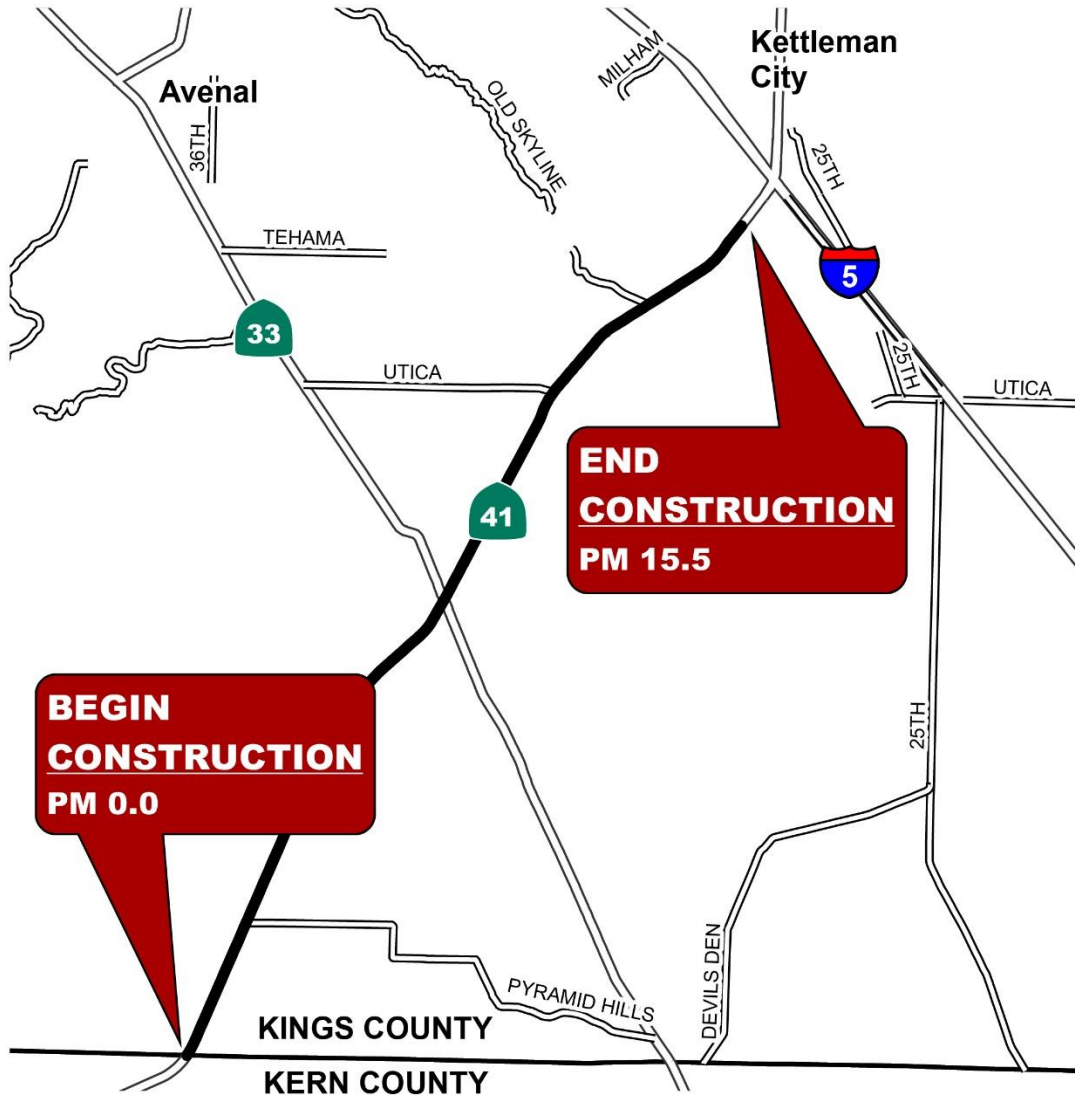 Kettleman
City
MILHAM
Avenal
36TH
OLD SKYLINE
25TH
TEHAMA
5
33
UTICA
25TH
UTICA
END
CONSTRUCTION
PM 15.5
41
BEGIN
CONSTRUCTION
PM 0.0
25TH
PYRAMID HILLS
DEVILS DEN
KINGS COUNTY
KERN COUNTY